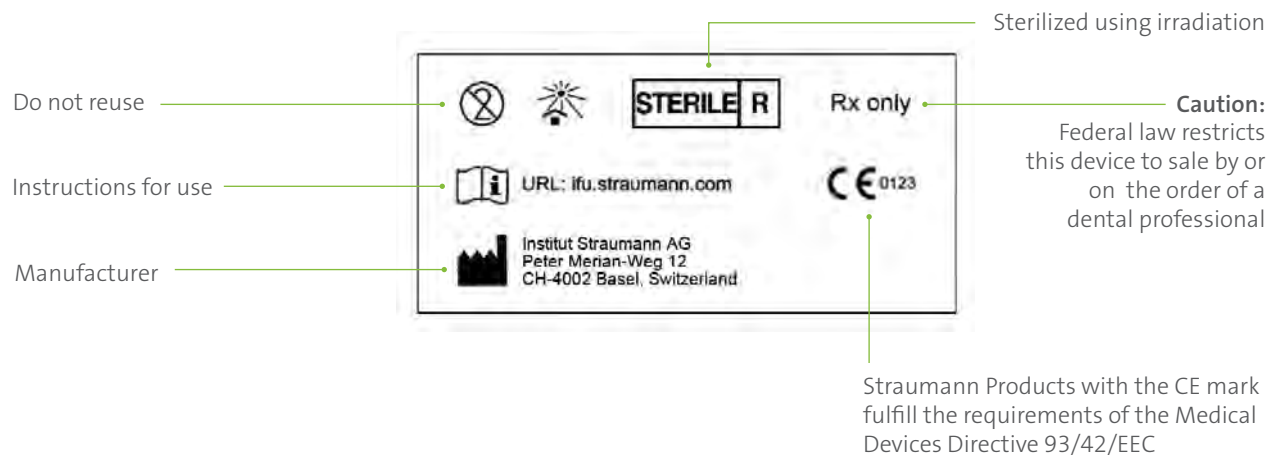 Sterilized using irradiation
Do not reuse
STERILE R
Rx only
Caution:
Federal law restricts
this device to sale by or
on the order of a
dental professional
Instructions for use
URL: ifu.straumann.com
CE 0123
Manufacturer
Institut Straumann AG
Peter Merian-Weg 12
CH-4002 Basel, Switzerland
Straumann Products with the CE mark
fulfill the requirements of the Medical
Devices Directive 93/42/EEC